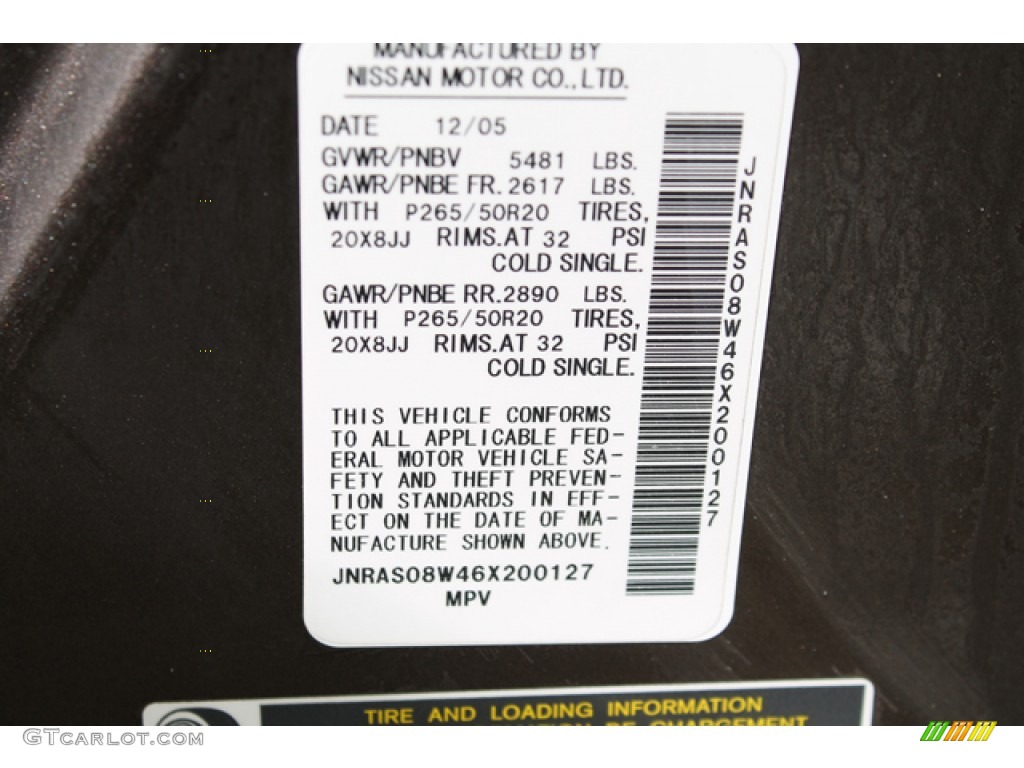 MANUFACTURED BY
NISSAN MOTOR CO., LTD.
DATE 12/05
GVWR/PNBV 5481 LBS.
GAWR/PNBE FR. 2617 LBS.
WITH P265/50R20 TIRES,
20X8JJ RIMS.AT 32 PSI
COLD SINGLE.
GAWR/PNBE RR. 2890 LBS.
WITH P265/50R20 TIRES,
20X8JJ RIMS.AT 32 PSI
COLD SINGLE.
THIS VEHICLE CONFORMS
TO ALL APPLICABLE FED-
ERAL MOTOR VEHICLE SA-
FETY AND THEFT PREVEN-
TION STANDARDS IN EFF-
ECT ON THE DATE OF MA-
NUFACTURE SHOWN ABOVE.
JNRAS08W46X200127
MPV
JNRAS08W46X200127
TIRE AND LOADING INFORMATION
DE CHARGEMENT
GTcarlot.com